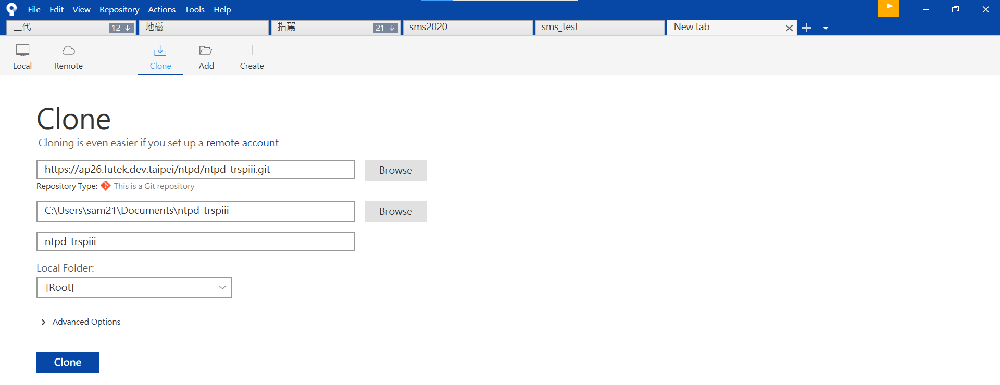 File Edit View Repository Actions Tools Help
三代 12 ↓ 地磁 指駕 21 ↓ sms2020 sms_test New tab
Local Remote Clone Add Create
Clone
Cloning is even easier if you set up a remote account
https://ap26.futek.dev.taipei/ntpd/ntpd-trspiii.git Browse
Repository Type: This is a Git repository
C:\Users\sam21\Documents\ntpd-trspiii Browse
ntpd-trspiii
Local Folder:
[Root]
Advanced Options
Clone